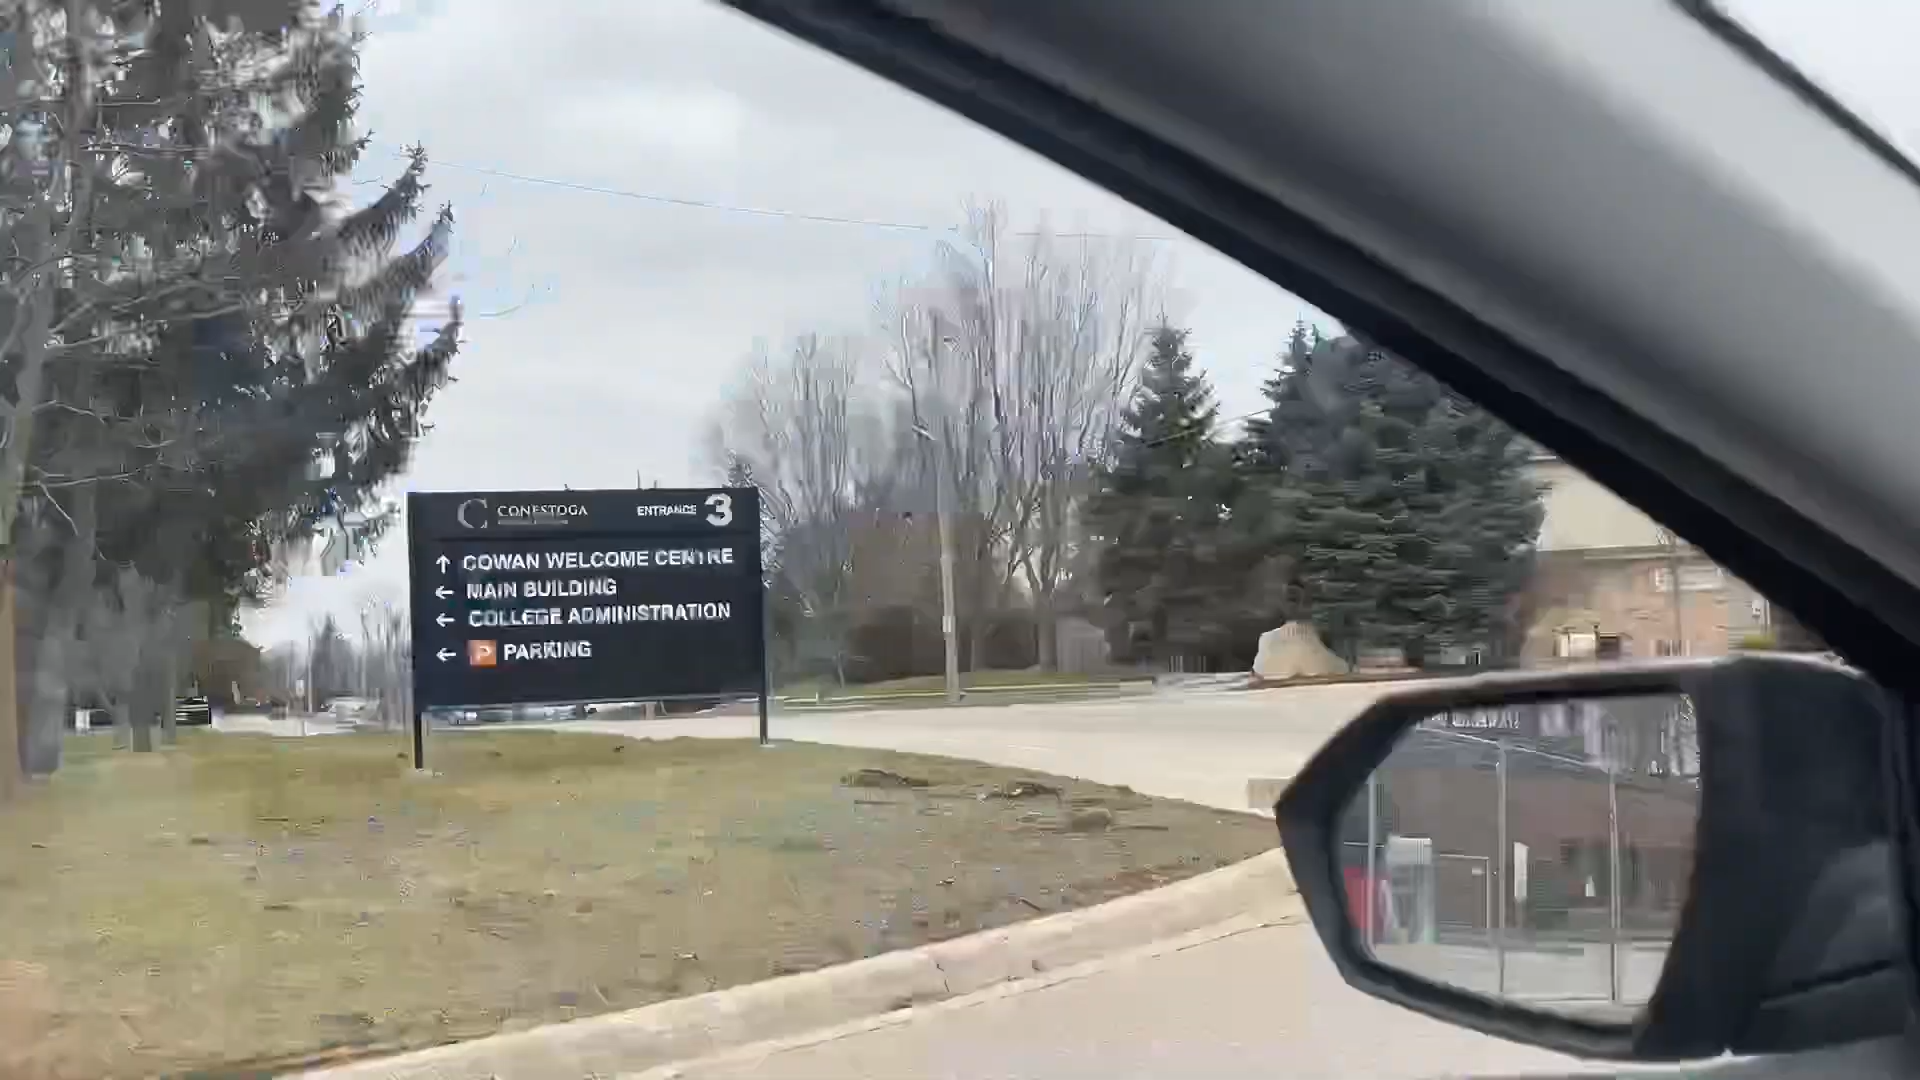 CONESTOGA
ENTRANCE 3
↑ COWAN WELCOME CENTRE
← MAIN BUILDING
← COLLEGE ADMINISTRATION
← P PARKING